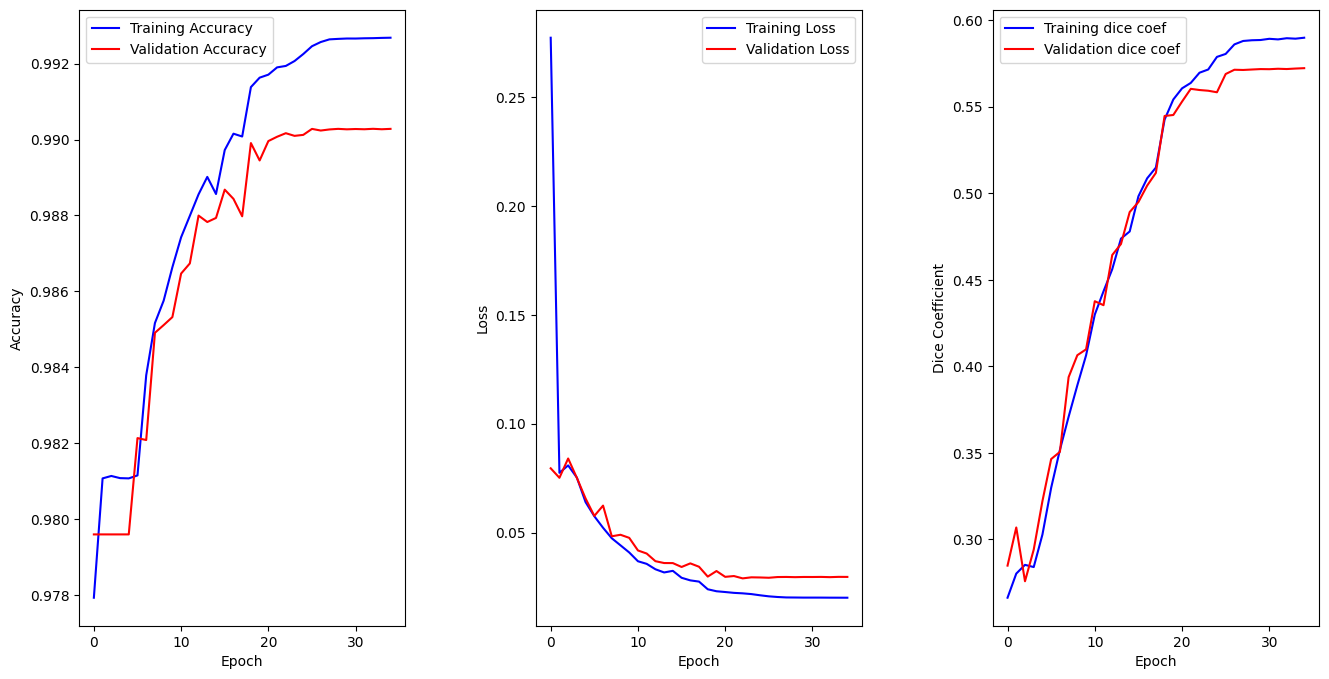 Training Accuracy
Validation Accuracy
0.992
0.990
0.988
0.986
0.984
0.982
0.980
0.978
Accuracy
0
10
20
30
Epoch
Training Loss
Validation Loss
0.25
0.20
0.15
0.10
0.05
Loss
0
10
20
30
Epoch
Training dice coef
Validation dice coef
0.60
0.55
0.50
0.45
0.40
0.35
0.30
Dice Coefficient
0
10
20
30
Epoch